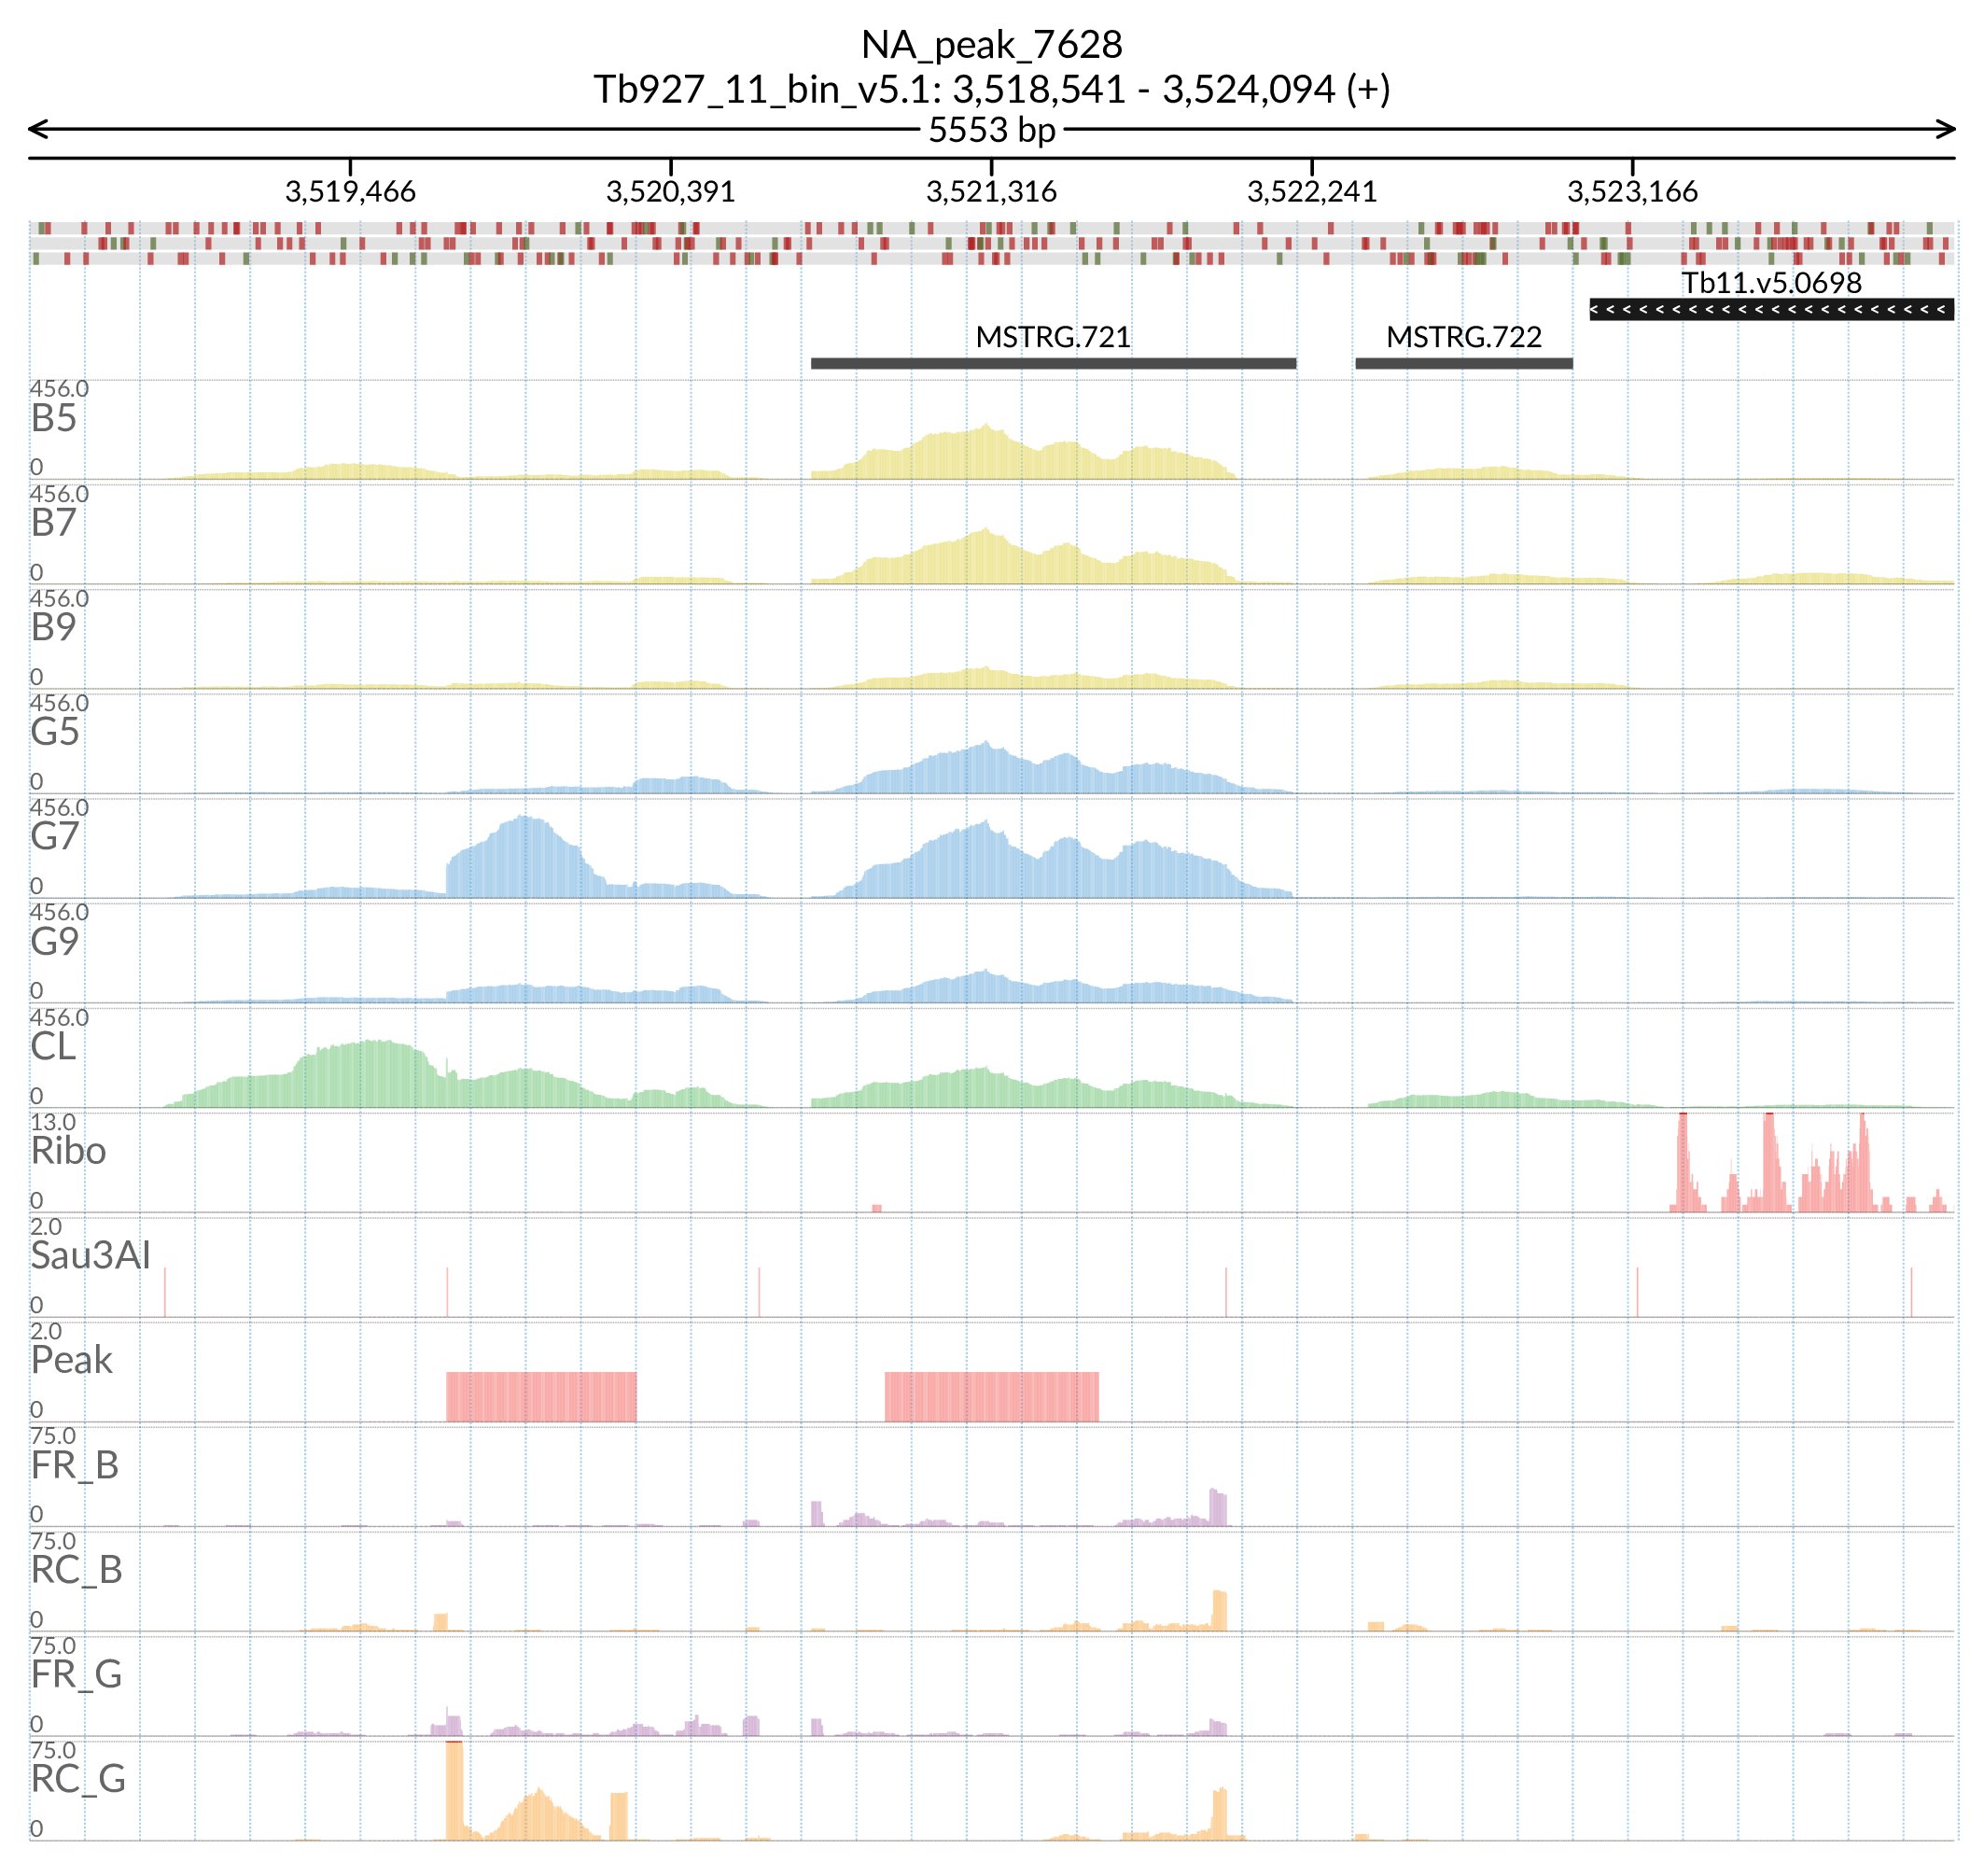 NA_peak_7628
Tb927_11_bin_v5.1: 3,518,541 - 3,524,094 (+)
5553 bp
3,519,466 3,520,391 3,521,316 3,522,241 3,523,166
Tb11.v5.0698
MSTRG.721 MSTRG.722
456.0
B5
0
456.0
B7
0
456.0
B9
0
456.0
G5
0
456.0
G7
0
456.0
G9
0
456.0
CL
0
13.0
Ribo
0
2.0
Sau3AI
0
2.0
Peak
0
75.0
FR_B
0
75.0
RC_B
0
75.0
FR_G
0
75.0
RC_G
0